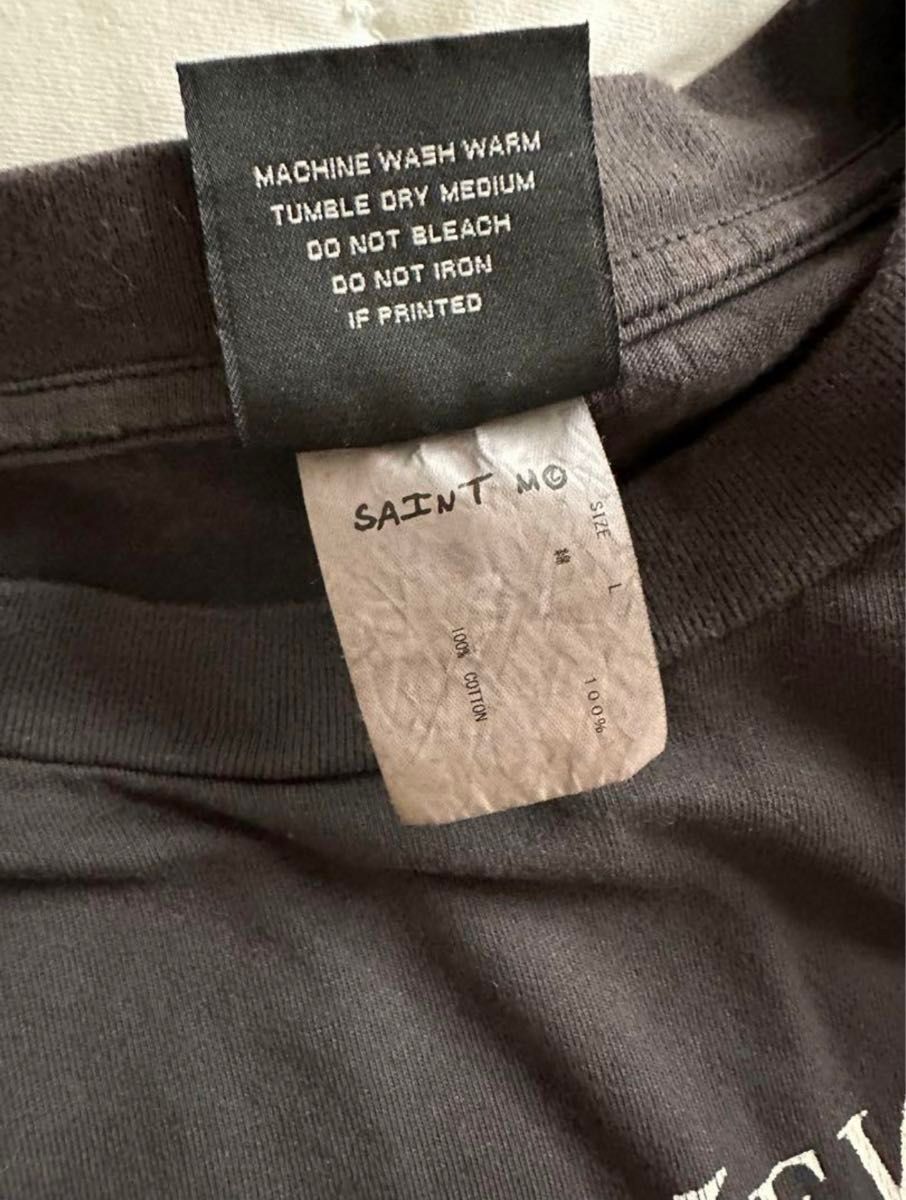 MACHINE WASH WARM
TUMBLE DRY MEDIUM
DO NOT BLEACH
DO NOT IRON
IF PRINTED
SAINT M©
SIZE L
綿 100%
100% COTTON